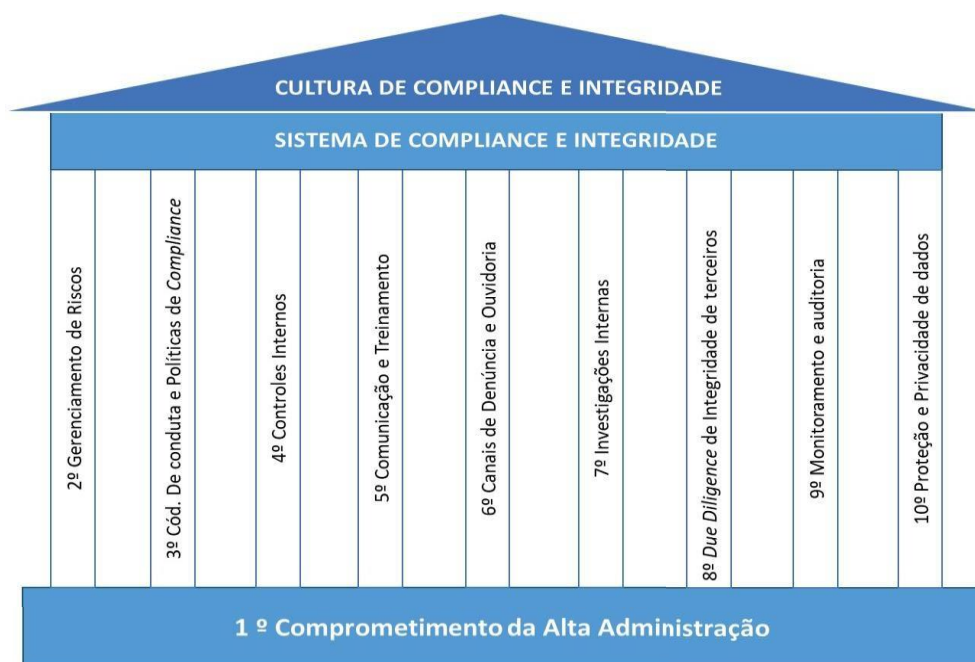 CULTURA DE COMPLIANCE E INTEGRIDADE
SISTEMA DE COMPLIANCE E INTEGRIDADE
2º Gerenciamento de Riscos
3º Cód. De conduta e Políticas de Compliance
4º Controles Internos
5º Comunicação e Treinamento
6º Canais de Denúncia e Ouvidoria
7º Investigações Internas
8º Due Diligence de Integridade de terceiros
9º Monitoramento e auditoria
10º Proteção e Privacidade de dados
1 º Comprometimento da Alta Administração